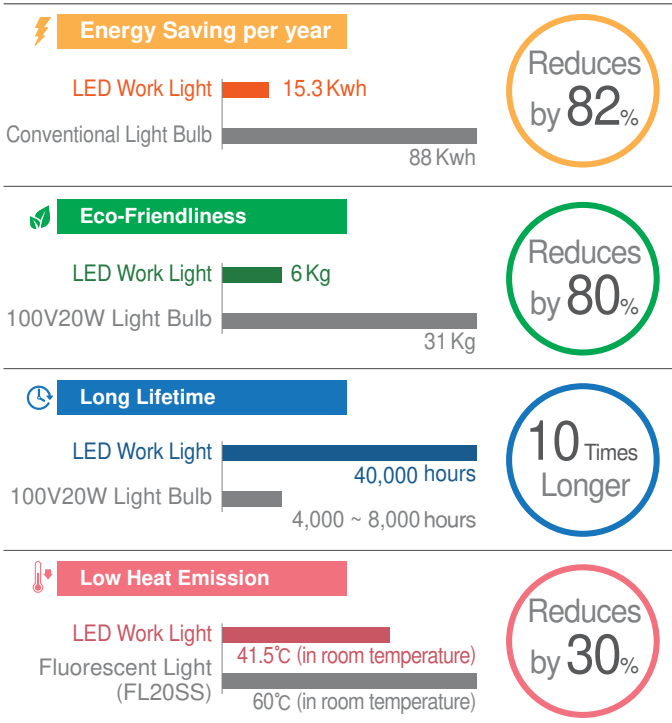 Energy Saving per year
LED Work Light 15.3 Kwh
Conventional Light Bulb
88 Kwh
Reduces
by 82%
Eco-Friendliness
LED Work Light 6 Kg
100V20W Light Bulb
31 Kg
Reduces
by 80%
Long Lifetime
LED Work Light
40,000 hours
100V20W Light Bulb
4,000 ~ 8,000 hours
10 Times
Longer
Low Heat Emission
LED Work Light
41.5℃ (in room temperature)
Fluorescent Light
(FL20SS)
60℃ (in room temperature)
Reduces
by 30%